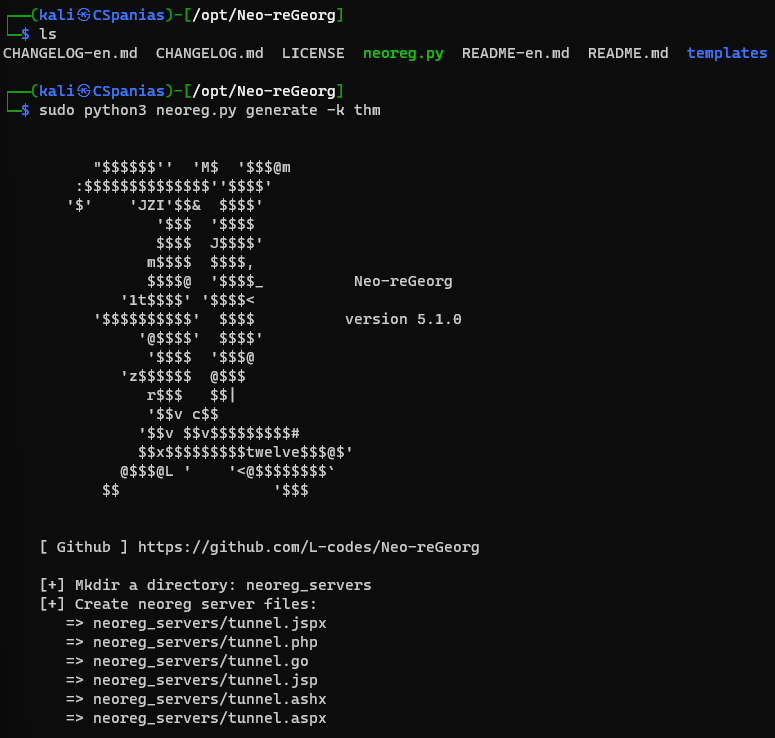 ┌──(kali㉿CSpanias)-[/opt/Neo-reGeorg]
└─$ ls
CHANGELOG-en.md  CHANGELOG.md  LICENSE  neoreg.py  README-en.md  README.md  templates
┌──(kali㉿CSpanias)-[/opt/Neo-reGeorg]
└─$ sudo python3 neoreg.py generate -k thm
"$$$$$$''  'M$  '$$$@m
:$$$$$$$$$$$$$$''$$$$'
'$'    'JZI'$$&  $$$$'
'$$$  '$$$$
$$$$  J$$$$'
m$$$$  $$$$,
$$$$@  '$$$$_          Neo-reGeorg
'1t$$$$' '$$$$<
'$$$$$$$$$$'  $$$$          version 5.1.0
'@$$$$'  $$$$'
'$$$$  '$$$@
'z$$$$$$  @$$$
r$$$   $$|
'$$v c$$
'$$v $$v$$$$$$$$$#
$$x$$$$$$$$$twelve$$$@$'
@$$$@L '    '<@$$$$$$$$`
$$                 '$$$
[ Github ] https://github.com/L-codes/Neo-reGeorg
[+] Mkdir a directory: neoreg_servers
[+] Create neoreg server files:
=> neoreg_servers/tunnel.jspx
=> neoreg_servers/tunnel.php
=> neoreg_servers/tunnel.go
=> neoreg_servers/tunnel.jsp
=> neoreg_servers/tunnel.ashx
=> neoreg_servers/tunnel.aspx